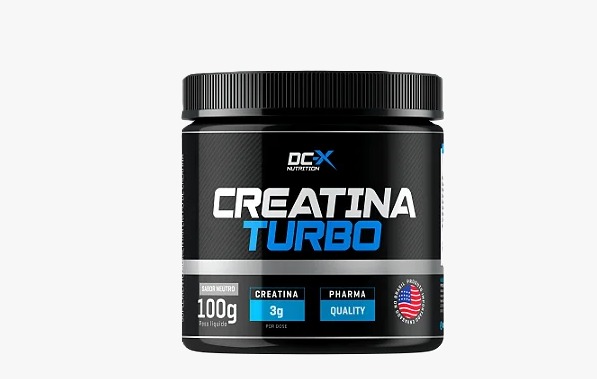 DC-X
NUTRITION
CREATINA
TURBO
SABOR NEUTRO
100g
Peso líquido
CREATINA
3g
POR DOSE
PHARMA
QUALITY